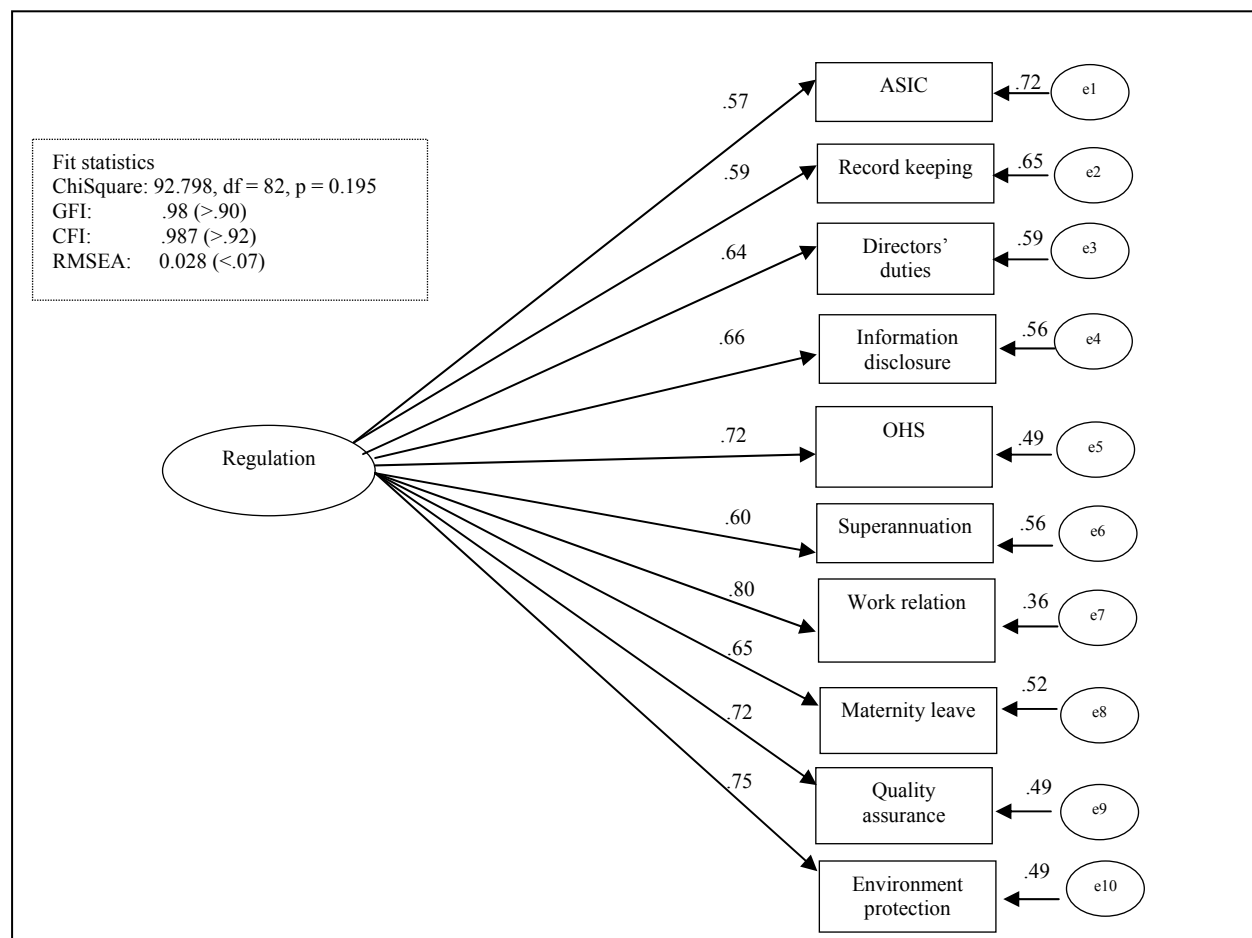 Fit statistics
ChiSquare: 92.798, df = 82, p = 0.195
GFI: .98 (>.90)
CFI: .987 (>.92)
RMSEA: 0.028 (<.07)
Regulation
.57
ASIC
.72
e1
.59
Record keeping
.65
e2
.64
Directors’
duties
.59
e3
.66
Information
disclosure
.56
e4
.72
OHS
.49
e5
.60
Superannuation
.56
e6
.80
Work relation
.36
e7
.65
Maternity leave
.52
e8
.72
Quality
assurance
.49
e9
.75
Environment
protection
.49
e10